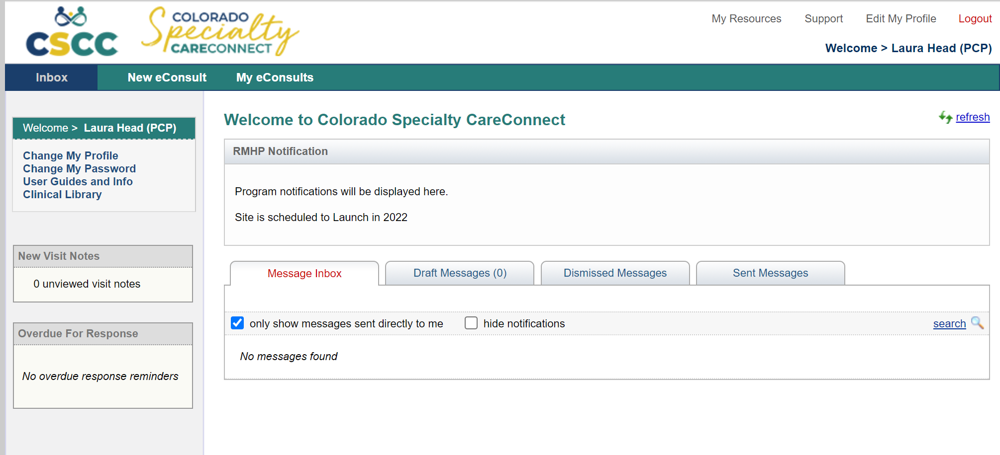 CSCC
COLORADO
Specialty
CARECONNECT
My Resources Support Edit My Profile Logout
Welcome > Laura Head (PCP)
Inbox New eConsult My eConsults
Welcome > Laura Head (PCP)
Change My Profile
Change My Password
User Guides and Info
Clinical Library
New Visit Notes
0 unviewed visit notes
Overdue For Response
No overdue response reminders
Welcome to Colorado Specialty CareConnect
refresh
RMHP Notification
Program notifications will be displayed here.
Site is scheduled to Launch in 2022
Message Inbox Draft Messages (0) Dismissed Messages Sent Messages
only show messages sent directly to me hide notifications search
No messages found